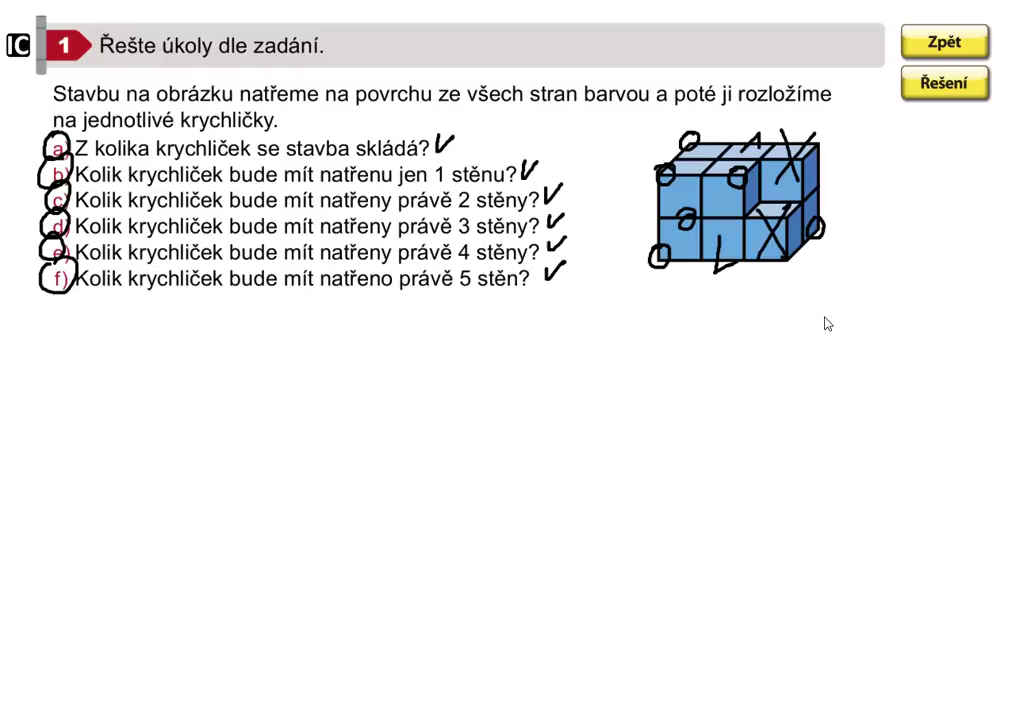 IC
1 Řešte úkoly dle zadání.
Zpět
Řešení
Stavbu na obrázku natřeme na povrchu ze všech stran barvou a poté ji rozložíme
na jednotlivé krychličky.
a) Z kolika krychliček se stavba skládá?
b) Kolik krychliček bude mít natřenu jen 1 stěnu?
c) Kolik krychliček bude mít natřeny právě 2 stěny?
d) Kolik krychliček bude mít natřeny právě 3 stěny?
e) Kolik krychliček bude mít natřeny právě 4 stěny?
f) Kolik krychliček bude mít natřeno právě 5 stěn?